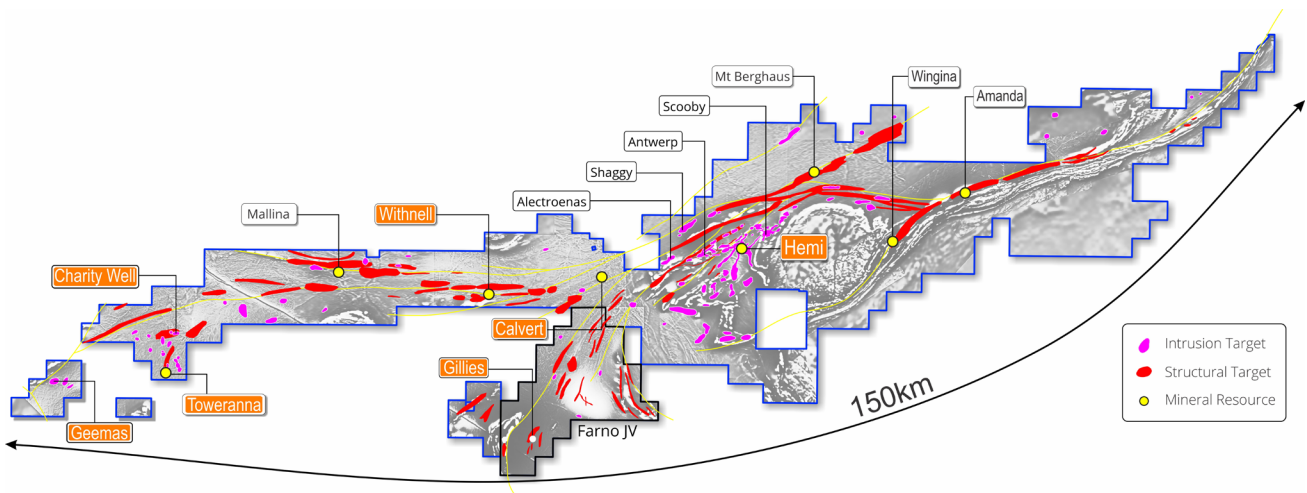 Mt Berghaus
Wingina
Amanda
Scooby
Antwerp
Shaggy
Alectroenas
Mallina
Withnell
Hemi
Charity Well
Calvert
Gillies
Toweranna
Geemas
Farno JV
150km
Intrusion Target
Structural Target
Mineral Resource